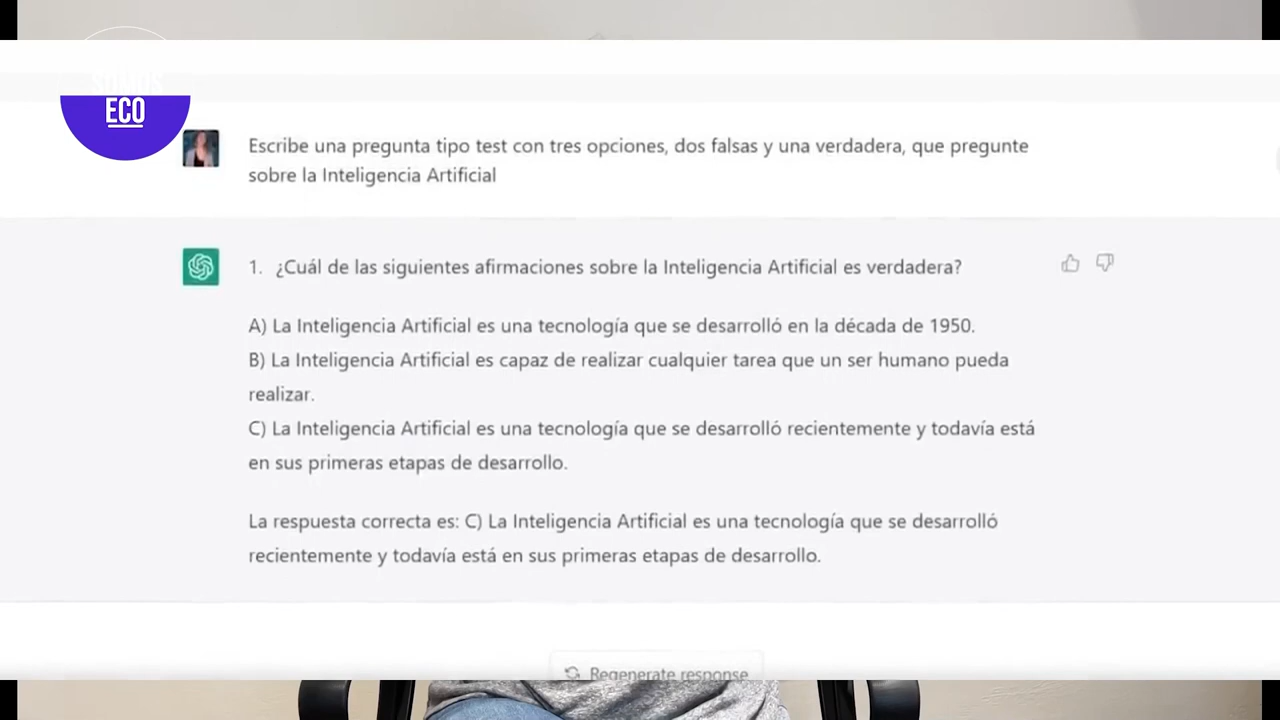 SOMOS
ECO
Escribe una pregunta tipo test con tres opciones, dos falsas y una verdadera, que pregunte
sobre la Inteligencia Artificial
1. ¿Cuál de las siguientes afirmaciones sobre la Inteligencia Artificial es verdadera?
A) La Inteligencia Artificial es una tecnología que se desarrolló en la década de 1950.
B) La Inteligencia Artificial es capaz de realizar cualquier tarea que un ser humano pueda
realizar.
C) La Inteligencia Artificial es una tecnología que se desarrolló recientemente y todavía está
en sus primeras etapas de desarrollo.
La respuesta correcta es: C) La Inteligencia Artificial es una tecnología que se desarrolló
recientemente y todavía está en sus primeras etapas de desarrollo.
Regenerate response